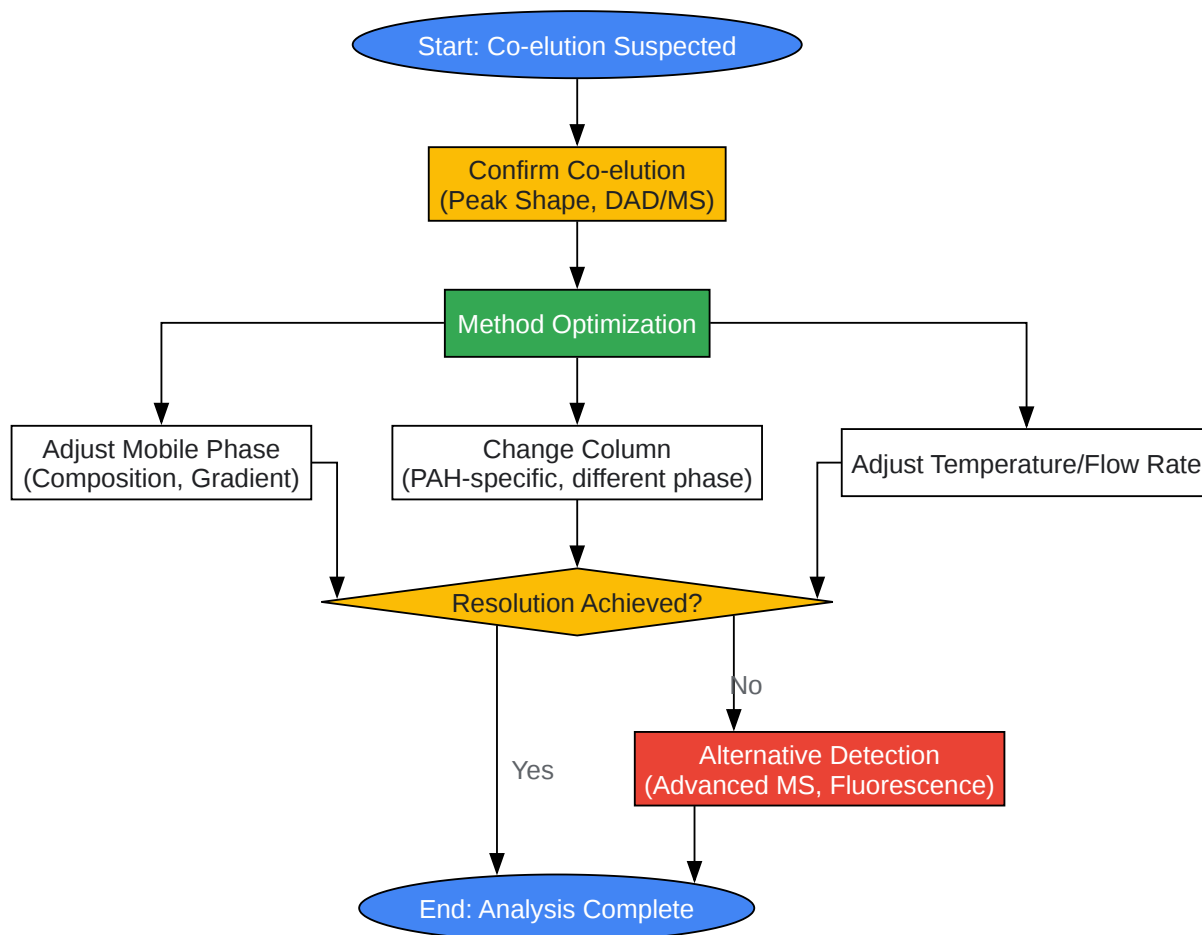 Start: Co-elution Suspected
Confirm Co-elution
(Peak Shape, DAD/MS)
Method Optimization
Adjust Mobile Phase
(Composition, Gradient)
Change Column
(PAH-specific, different phase)
Adjust Temperature/Flow Rate
Resolution Achieved?
No
Yes
Alternative Detection
(Advanced MS, Fluorescence)
End: Analysis Complete